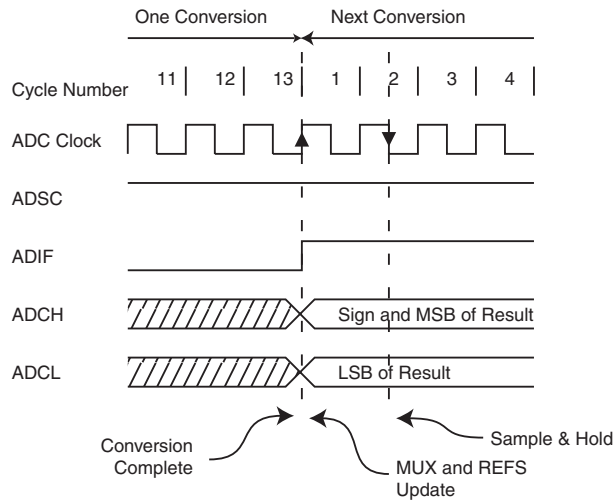 One Conversion Next Conversion
Cycle Number 11 12 13 1 2 3 4
ADC Clock
ADSC
ADIF
ADCH Sign and MSB of Result
ADCL LSB of Result
Conversion
Complete
MUX and REFS
Update
Sample & Hold